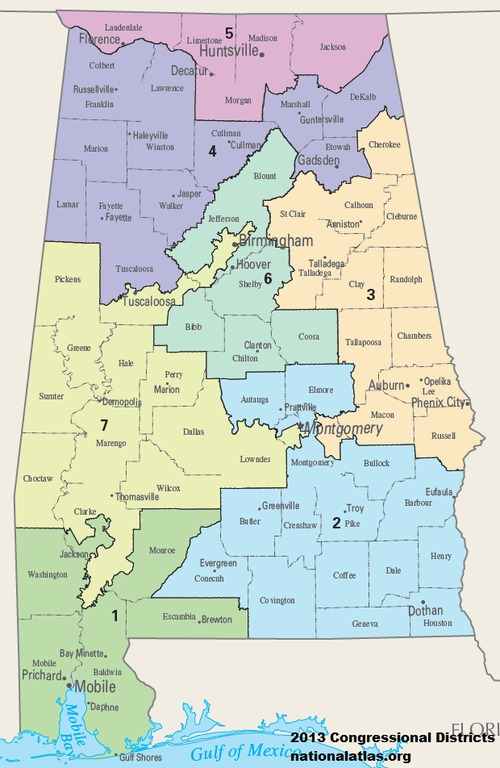 Lauderdale
Florence
Limestone
5
Madison
Huntsville
Jackson
Colbert
Decatur
Russellville
Franklin
Lawrence
Morgan
Marshall
DeKalb
Guntersville
Marion
Haleyville
Winston
4
Cullman
Cullman
Etowah
Gadsden
Cherokee
Blount
Lamar
Fayette
Fayette
Jasper
Walker
Jefferson
St Clair
Calhoun
Anniston
Cleburne
Birmingham
Hoover
Talladega
Talladega
Pickens
Tuscaloosa
Tuscaloosa
Shelby
6
Clay
3
Randolph
Bibb
Clanton
Chilton
Coosa
Tallapoosa
Chambers
Greene
Hale
Perry
Marion
Sumter
Demopolis
7
Marengo
Dallas
Autauga
Prattville
Elmore
Auburn
Opelika
Lee
Macon
Phenix City
Russell
Montgomery
Lowndes
Montgomery
Bullock
Choctaw
Thomasville
Wilcox
Clarke
Jackson
Washington
Monroe
Greenville
Butler
Crenshaw
2
Troy
Pike
Eufaula
Barbour
Evergreen
Conecuh
Covington
Coffee
Dale
Henry
Dothan
Houston
Geneva
1
Escambia
Brewton
Bay Minette
Mobile
Prichard
Baldwin
Mobile
Daphne
Mobile
Bay
Gulf Shores
Gulf of Mexico
FLORI
2013 Congressional Districts
nationalatlas.org